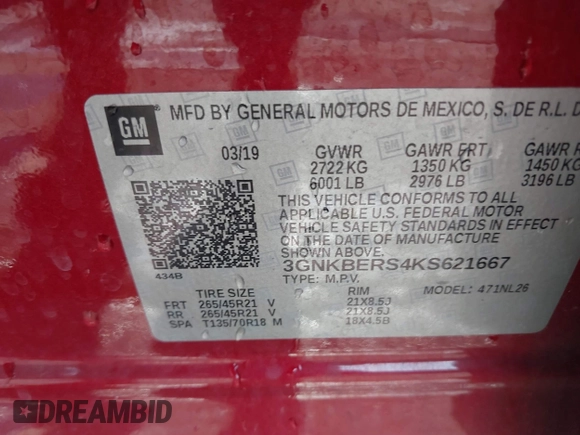 GM
MFD BY GENERAL MOTORS DE MEXICO, S. DE R.L. D
03/19 GVWR GAWR FRT GAWR R
2722 KG 1350 KG 1450 KG
6001 LB 2976 LB 3196 LB
THIS VEHICLE CONFORMS TO ALL
APPLICABLE U.S. FEDERAL MOTOR
VEHICLE SAFETY STANDARDS IN EFFECT
ON THE DATE OF MANUFACTURE
SHOWN ABOVE.
434B 3GNKBERS4KS621667
TYPE: M.P.V. MODEL: 471NL26
TIRE SIZE RIM
FRT 265/45R21 V 21X8.5J
RR 265/45R21 V 21X8.5J
SPA T135/70R18 M 18X4.5B
DREAMBID